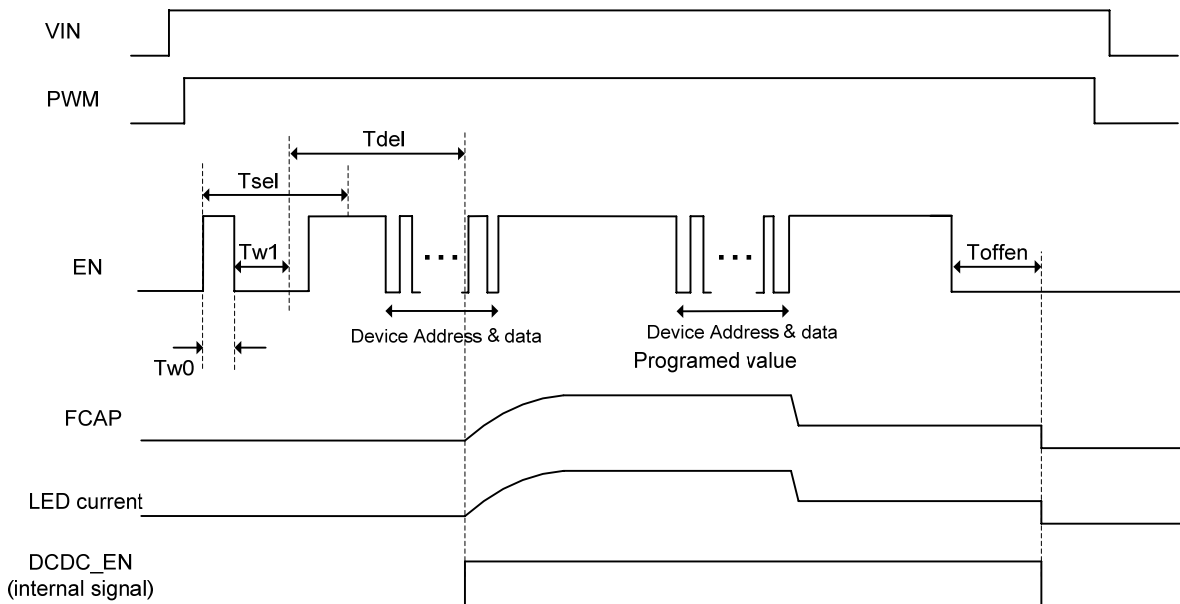 VIN
PWM
Tdel
Tsel
Tw1
EN
Toffen
Device Address & data
Device Address & data
Programed value
Tw0
FCAP
LED current
DCDC_EN
(internal signal)